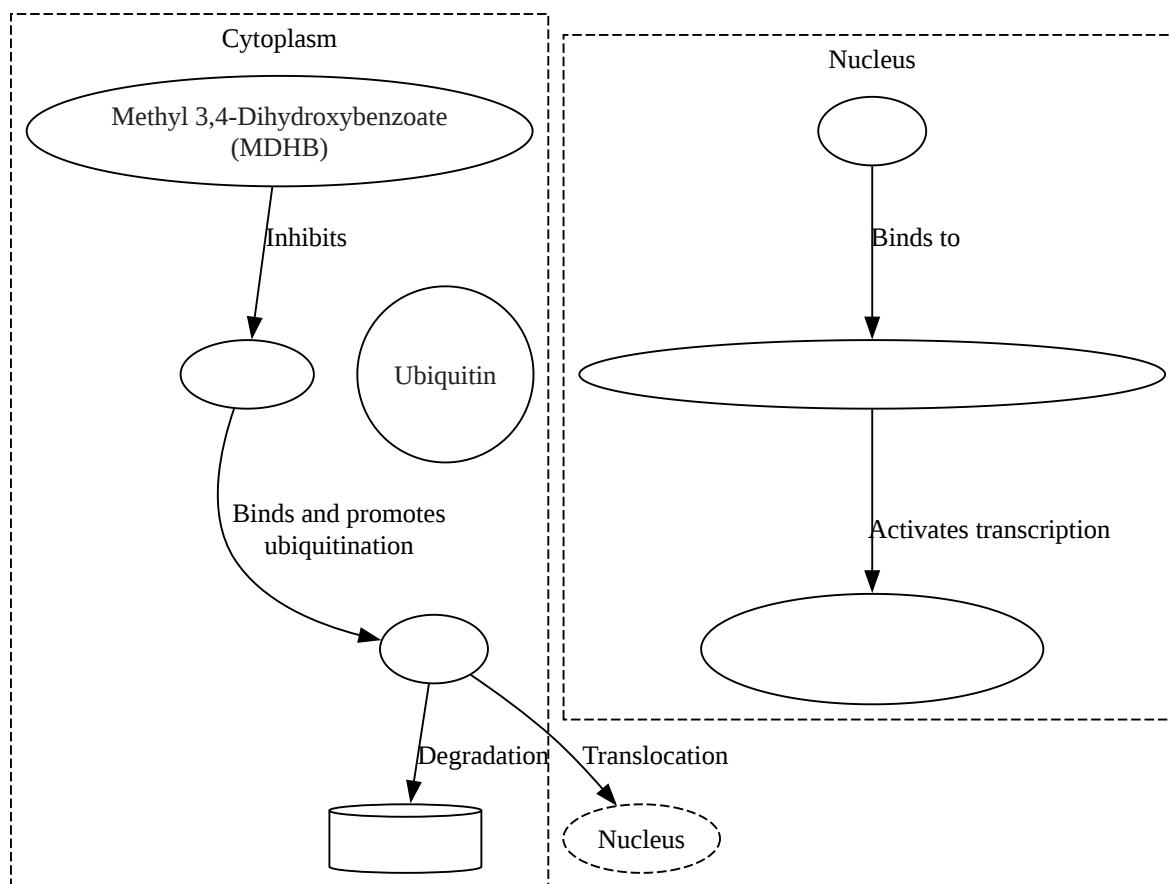 Cytoplasm
Methyl 3,4-Dihydroxybenzoate
(MDHB)
Inhibits
Ubiquitin
Binds and promotes
ubiquitination
Degradation
Translocation
Nucleus
Nucleus
Binds to
Activates transcription